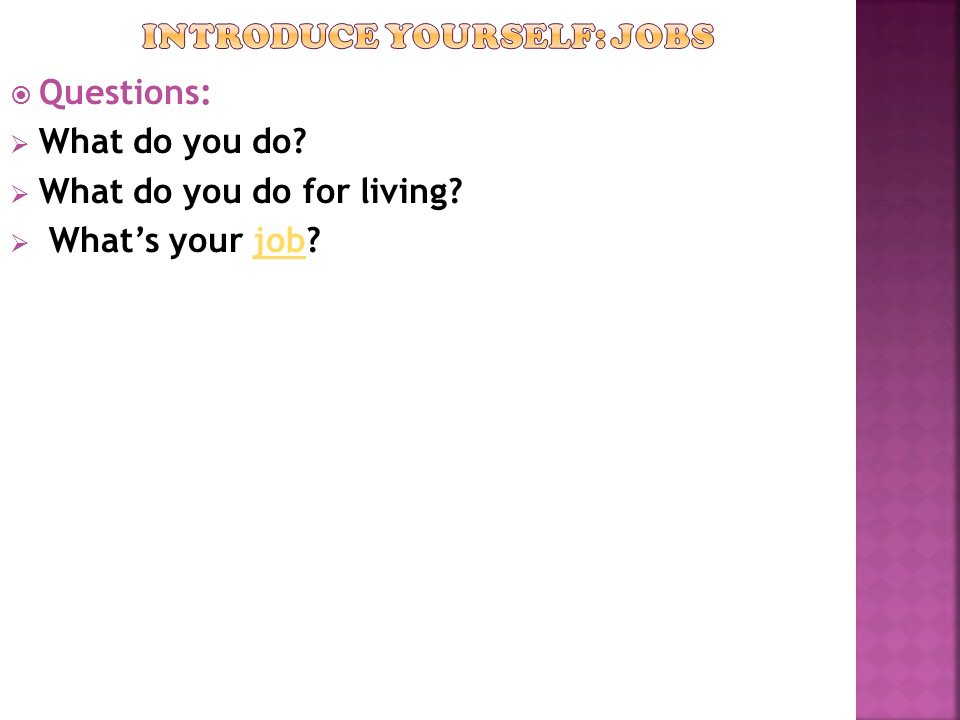 INTRODUCE YOURSELF: JOBS
Questions:
What do you do?
What do you do for living?
What’s your job?